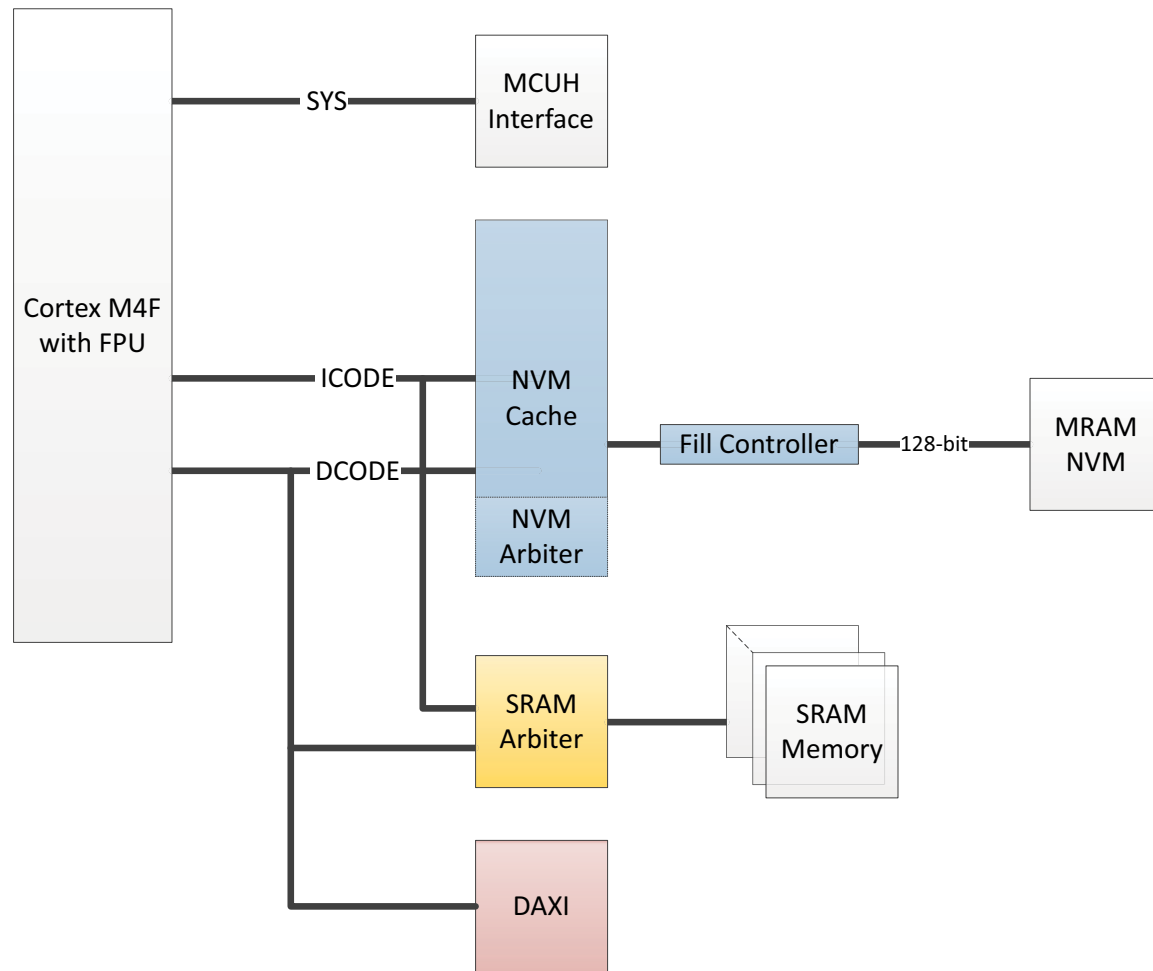 MCUH
Interface
SYS
Cortex M4F
with FPU
ICODE
NVM
Cache
DCODE
Fill Controller
128-bit
MRAM
NVM
NVM
Arbiter
SRAM
Arbiter
SRAM
Memory
DAXI